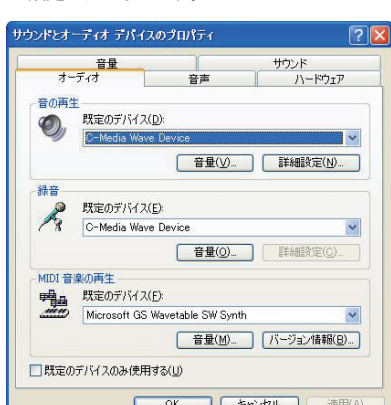 サウンドとオーディオ デバイスのプロパティ
音量 サウンド
オーディオ 音声 ハードウェア
音の再生
既定のデバイス(D):
C-Media Wave Device
音量(V)... 詳細設定(N)...
録音
既定のデバイス(E):
C-Media Wave Device
音量(O)... 詳細設定(C)...
MIDI 音楽の再生
既定のデバイス(F):
Microsoft GS Wavetable SW Synth
音量(M)... バージョン情報(B)...
既定のデバイスのみ使用する(U)
OK キャンセル 適用(A)